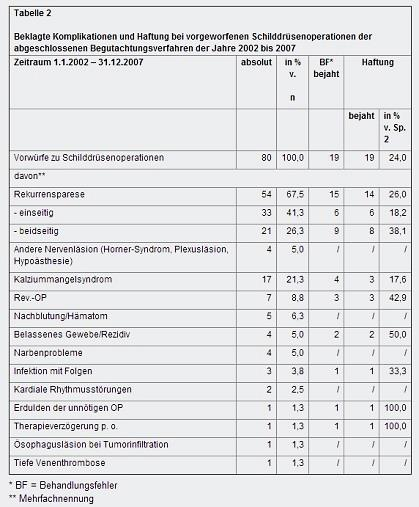 Tabelle 2
Beklagte Komplikationen und Haftung bei vorgeworfenen Schilddrüsenoperationen der
abgeschlossenen Begutachtungsverfahren der Jahre 2002 bis 2007
Zeitraum 1.1.2002 – 31.12.2007 absolut in % v. n BF* bejaht Haftung
bejaht in % v. Sp. 2
Vorwürfe zu Schilddrüsenoperationen 80 100,0 19 19 24,0
davon**
Rekurrensparese 54 67,5 15 14 26,0
- einseitig 33 41,3 6 6 18,2
- beidseitig 21 26,3 9 8 38,1
Andere Nervenläsion (Horner-Syndrom, Plexusläsion,
Hypoästhesie) 4 5,0 / / /
Kalziummangelsyndrom 17 21,3 4 3 17,6
Rev.-OP 7 8,8 3 3 42,9
Nachblutung/Hämatom 5 6,3 / / /
Belassenes Gewebe/Rezidiv 4 5,0 2 2 50,0
Narbenprobleme 4 5,0 / / /
Infektion mit Folgen 3 3,8 1 1 33,3
Kardiale Rhythmusstörungen 2 2,5 / / /
Erdulden der unnötigen OP 1 1,3 1 1 100,0
Therapieverzögerung p. o. 1 1,3 1 1 100,0
Ösophagusläsion bei Tumorinfiltration 1 1,3 / / /
Tiefe Venenthrombose 1 1,3 / / /
* BF = Behandlungsfehler
** Mehrfachnennung